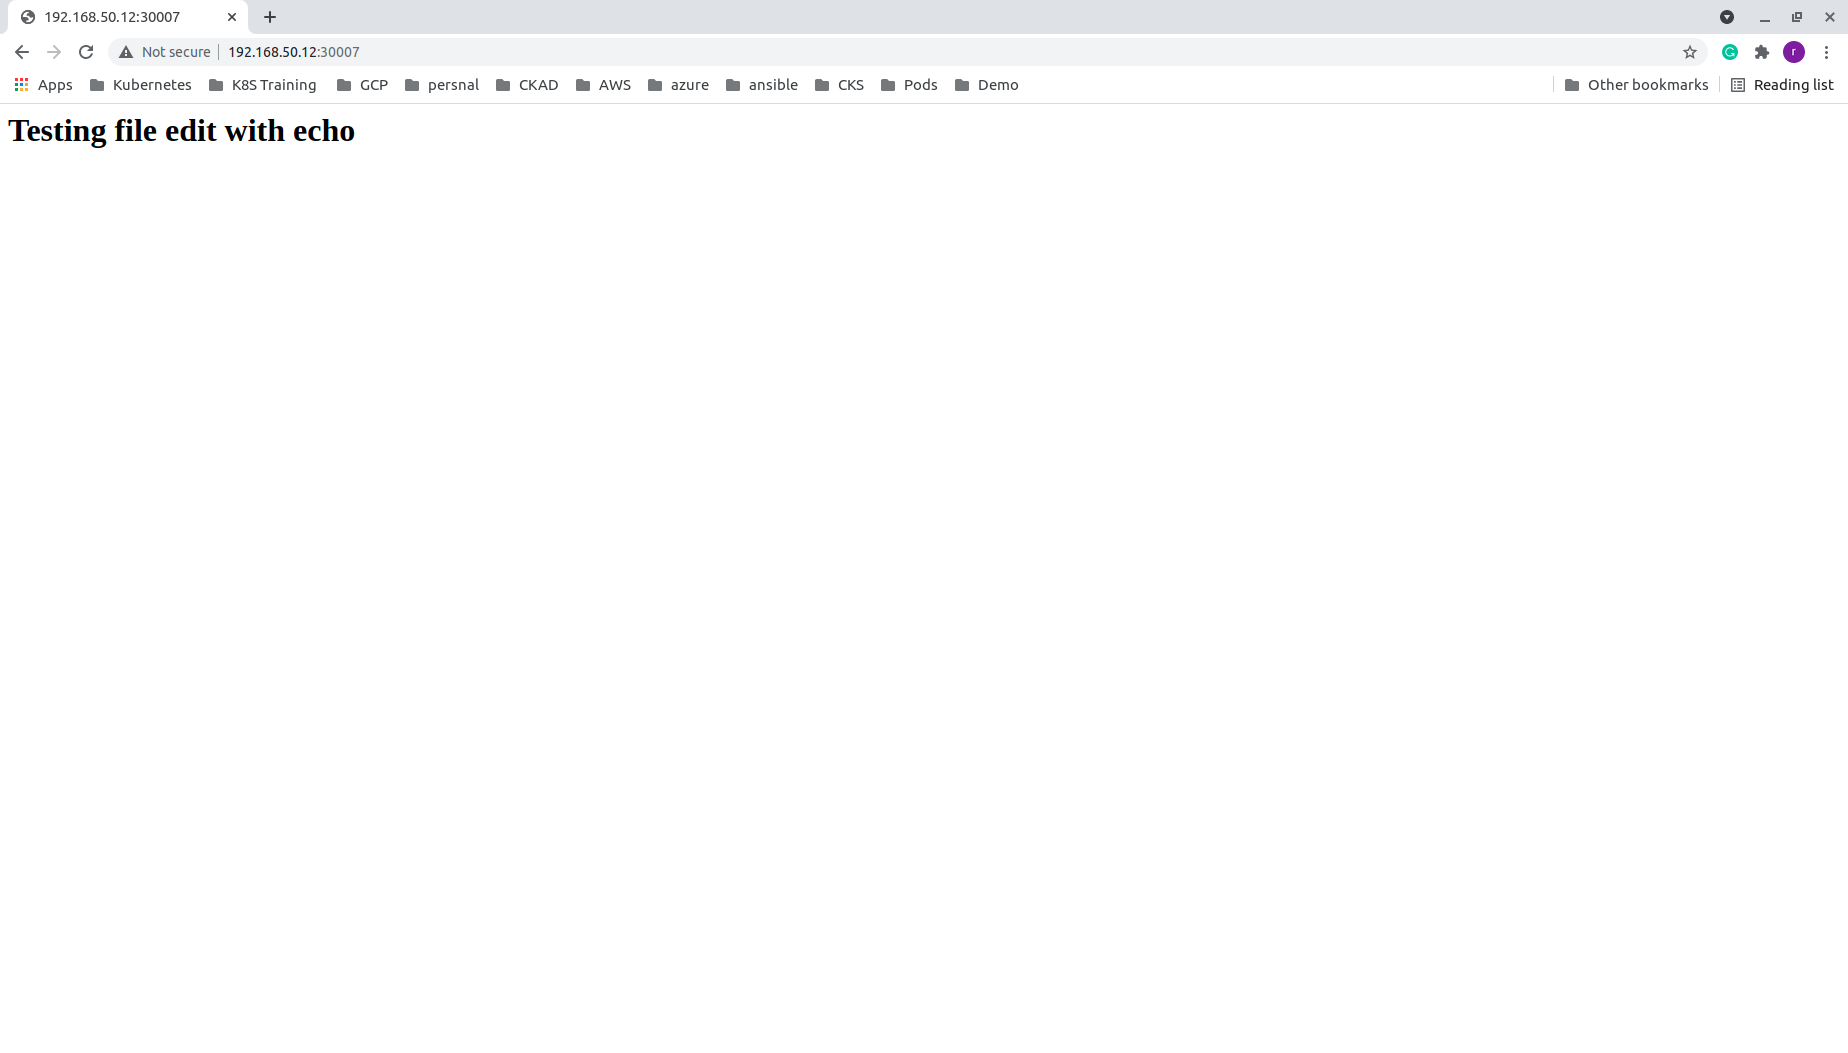 192.168.50.12:30007
Not secure 192.168.50.12:30007
r
Apps Kubernetes K8S Training GCP persnal CKAD AWS azure ansible CKS Pods Demo Other bookmarks Reading list
Testing file edit with echo